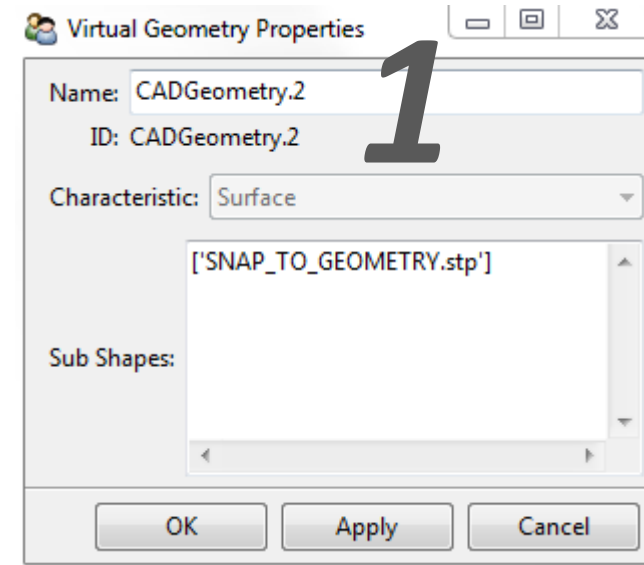 Virtual Geometry Properties
1
Name: CADGeometry.2
ID: CADGeometry.2
Characteristic: Surface
Sub Shapes: ['SNAP_TO_GEOMETRY.stp']
OK Apply Cancel